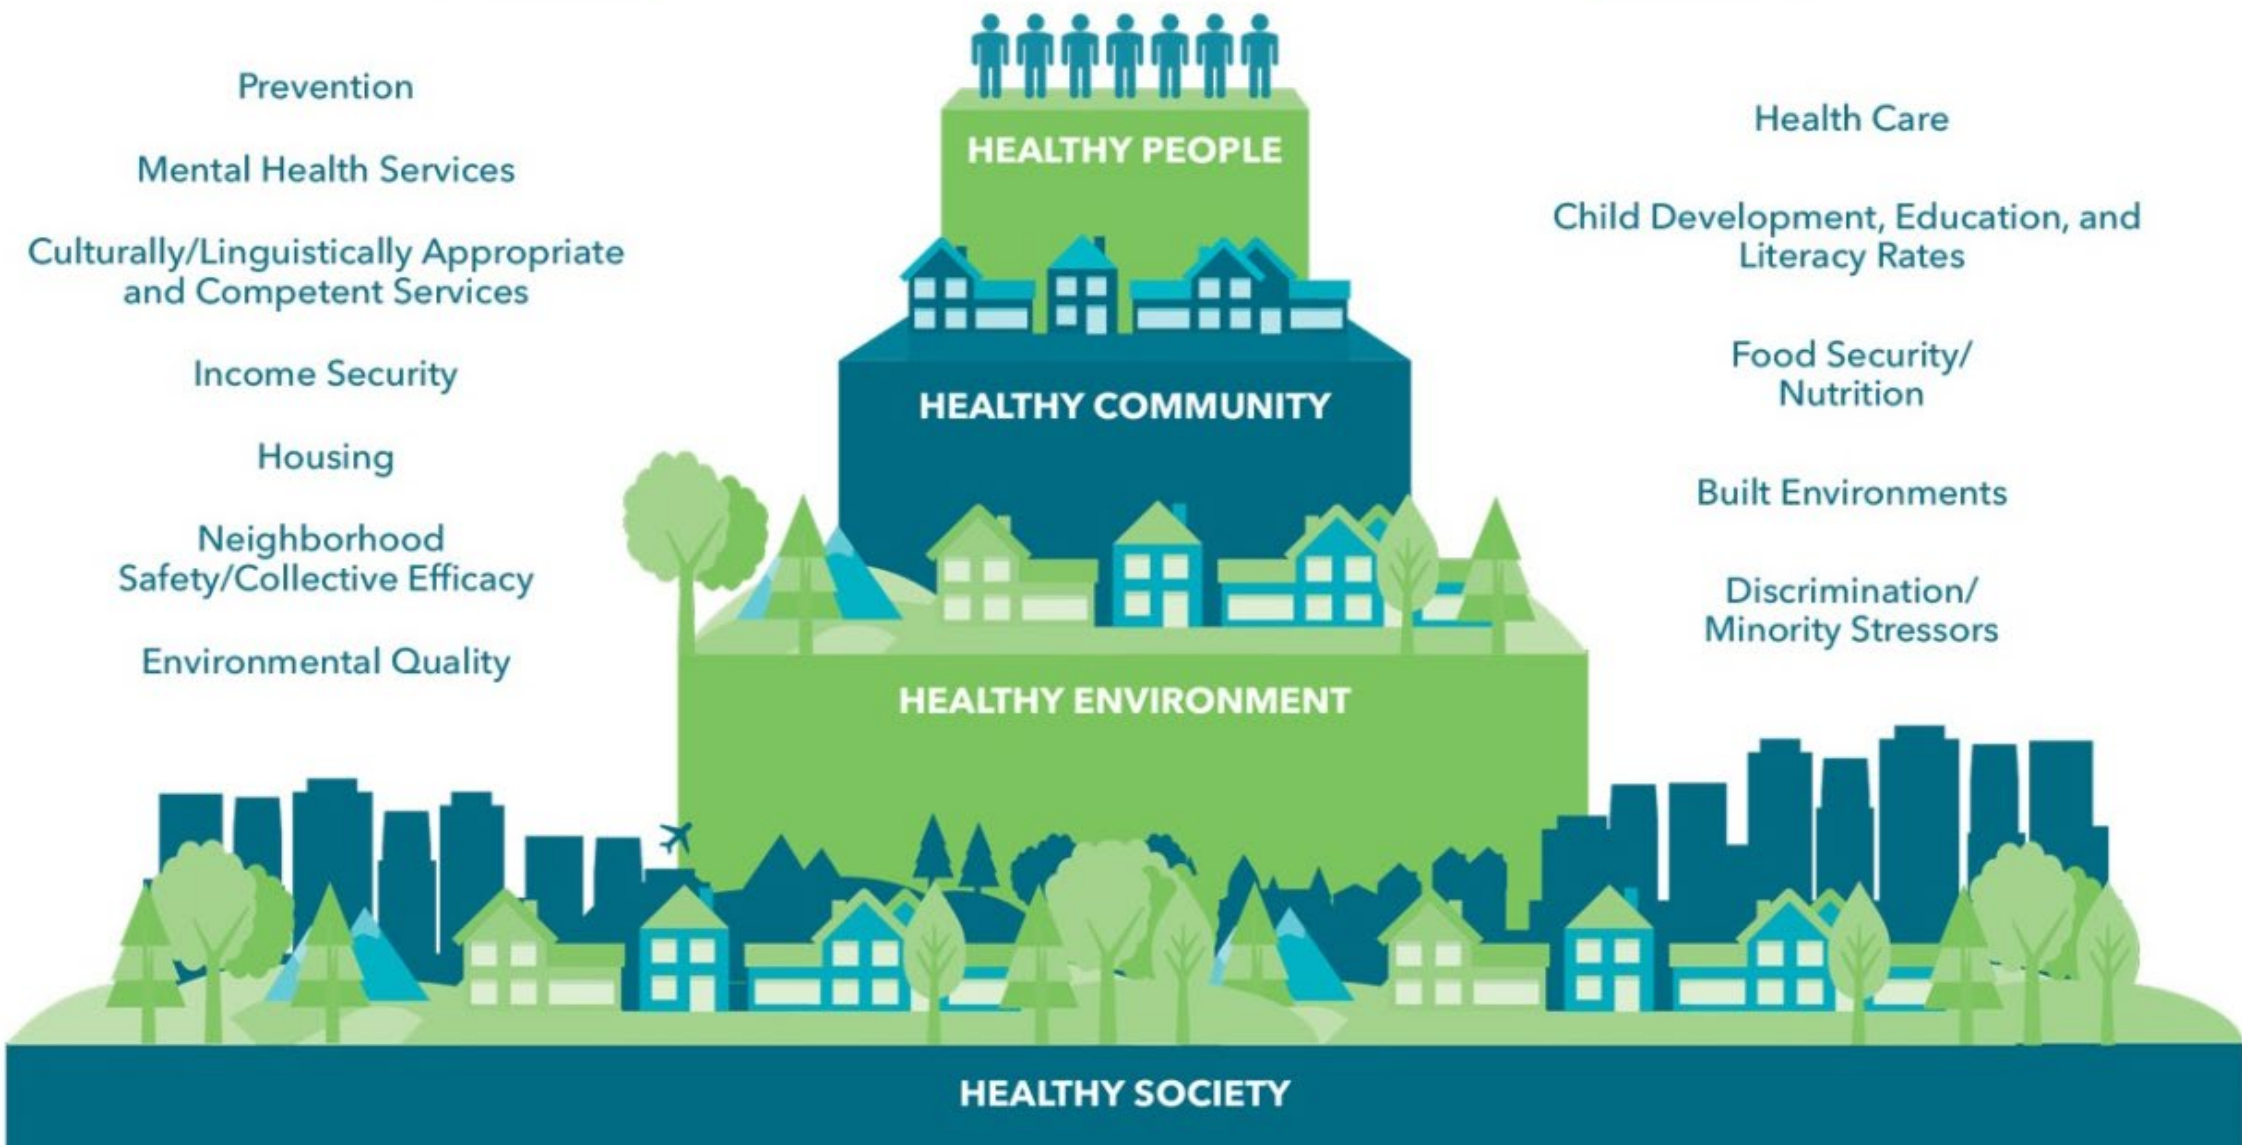 Prevention
Mental Health Services
Culturally/Linguistically Appropriate
and Competent Services
Income Security
Housing
Neighborhood
Safety/Collective Efficacy
Environmental Quality
HEALTHY PEOPLE
HEALTHY COMMUNITY
HEALTHY ENVIRONMENT
HEALTHY SOCIETY
Health Care
Child Development, Education, and
Literacy Rates
Food Security/
Nutrition
Built Environments
Discrimination/
Minority Stressors